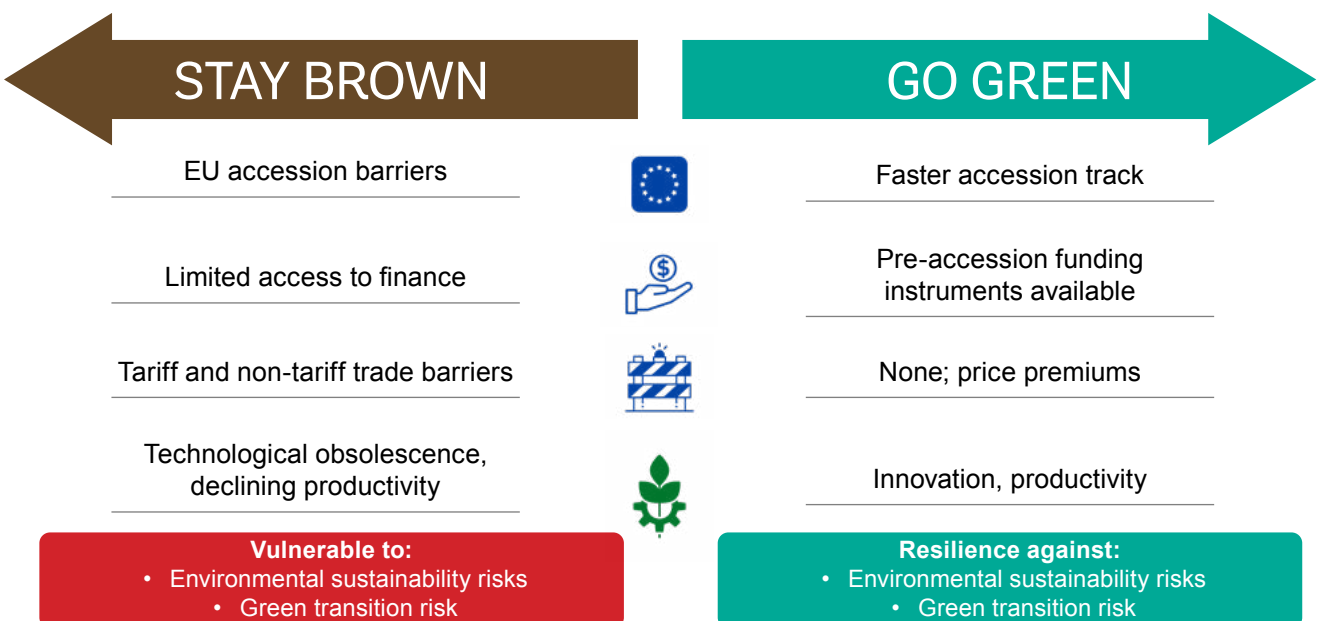 STAY BROWN
GO GREEN
EU accession barriers
Faster accession track
Limited access to finance
$
Pre-accession funding
instruments available
Tariff and non-tariff trade barriers
None; price premiums
Technological obsolescence,
declining productivity
Innovation, productivity
Vulnerable to:
• Environmental sustainability risks
• Green transition risk
Resilience against:
• Environmental sustainability risks
• Green transition risk